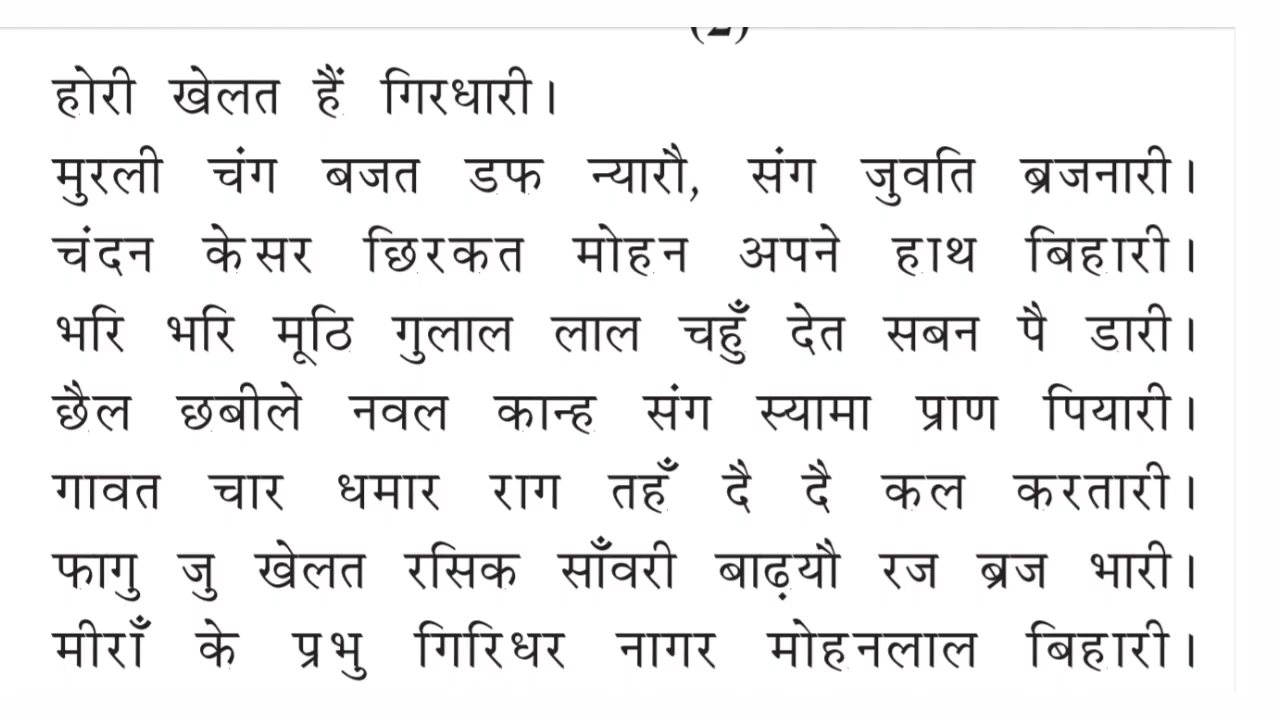 (2)
होरी खेलत हैं गिरधारी।
मुरली चंग बजत डफ न्यारौ, संग जुवति ब्रजनारी।
चंदन केसर छिरकत मोहन अपने हाथ बिहारी।
भरि भरि मूठि गुलाल लाल चहुँ देत सबन पै डारी।
छैल छबीले नवल कान्ह संग स्यामा प्राण पियारी।
गावत चार धमार राग तहँ दै दै कल करतारी।
फागु जु खेलत रसिक साँवरी बाढ़यौ रज ब्रज भारी।
मीराँ के प्रभु गिरिधर नागर मोहनलाल बिहारी।